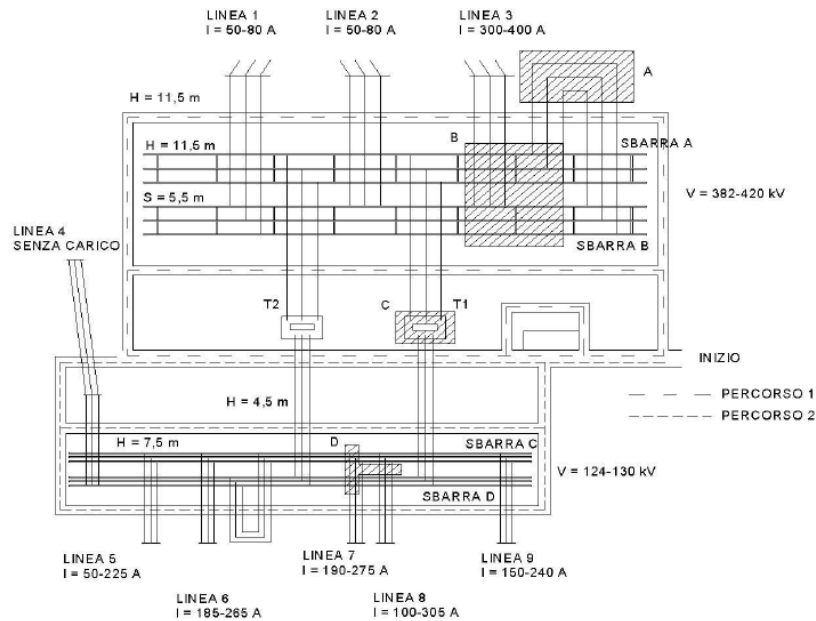 LINEA 1
I = 50-80 A
LINEA 2
I = 50-80 A
LINEA 3
I = 300-400 A
A
H = 11,5 m
H = 11,5 m
B
SBARRA A
S = 5,5 m
V = 382-420 kV
LINEA 4
SENZA CARICO
SBARRA B
T2
C
T1
INIZIO
PERCORSO 1
PERCORSO 2
H = 4,5 m
H = 7,5 m
D
SBARRA C
V = 124-130 kV
SBARRA D
LINEA 5
I = 50-225 A
LINEA 6
I = 185-265 A
LINEA 7
I = 190-275 A
LINEA 8
I = 100-305 A
LINEA 9
I = 150-240 A